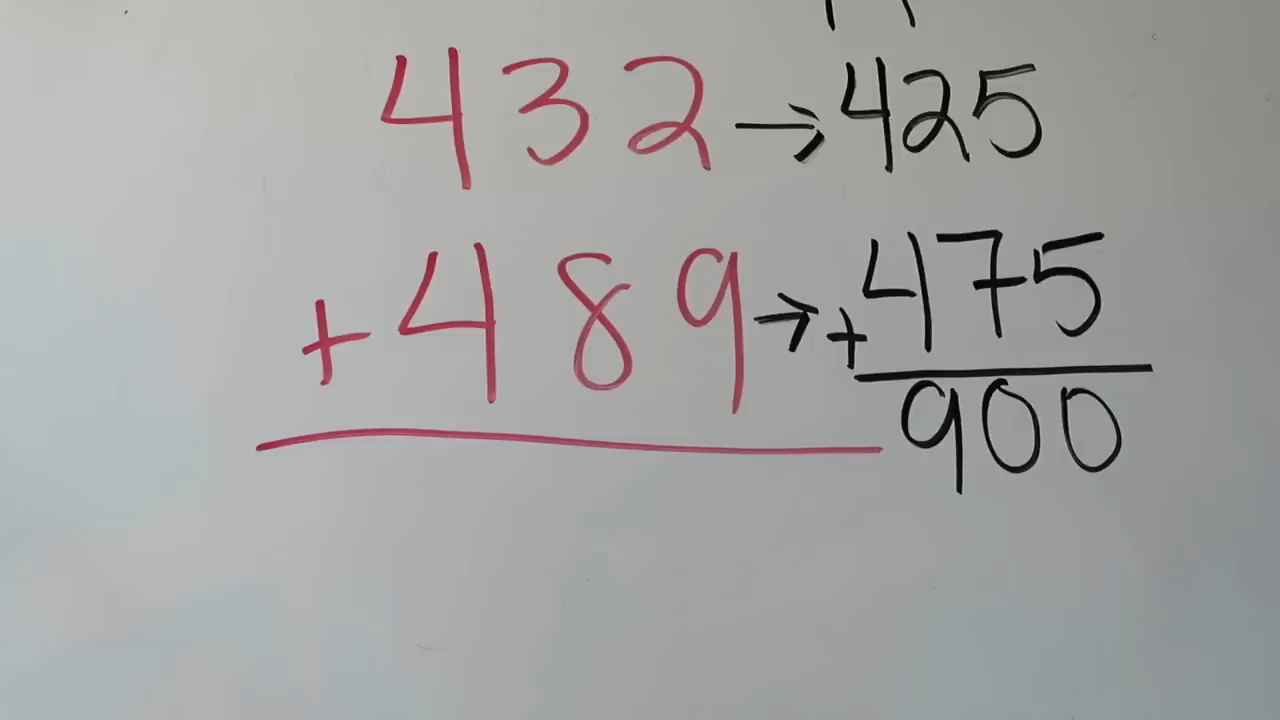 432 → 425
+ 489 → + 475
900